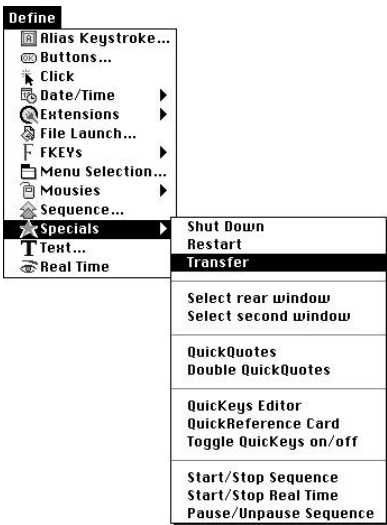 Define
Alias Keystroke...
Buttons...
Click
Date/Time
Extensions
File Launch...
FKEYs
Menu Selection...
Mousies
Sequence...
Specials
Text...
Real Time
Shut Down
Restart
Transfer
Select rear window
Select second window
QuickQuotes
Double QuickQuotes
QuicKeys Editor
QuickReference Card
Toggle QuicKeys on/off
Start/Stop Sequence
Start/Stop Real Time
Pause/Unpause Sequence